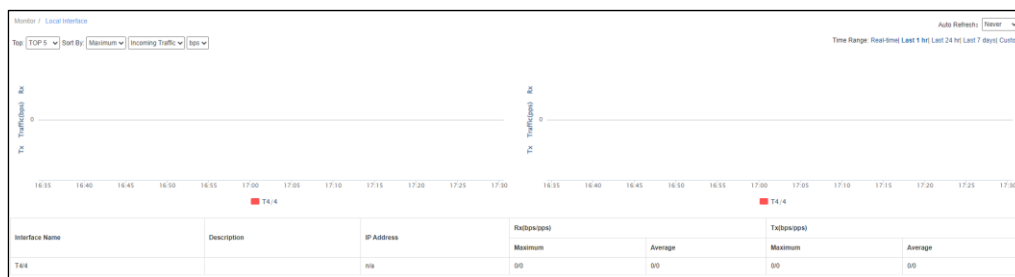 Monitor / Local Interface
Auto Refresh: Never
Top: TOP 5 Sort By: Maximum Incoming Traffic bps
Time Range: Real-time| Last 1 hr| Last 24 hr| Last 7 days| Custo
Tx Traffic(bps) Rx
0
16:35 16:40 16:45 16:50 16:55 17:00 17:05 17:10 17:15 17:20 17:25 17:30
T4/4
Tx Traffic(pps) Rx
0
16:35 16:40 16:45 16:50 16:55 17:00 17:05 17:10 17:15 17:20 17:25 17:30
T4/4
Interface Name Description IP Address Rx(bps/pps) Tx(bps/pps)
Maximum Average Maximum Average
T4/4 n/a 0/0 0/0 0/0 0/0